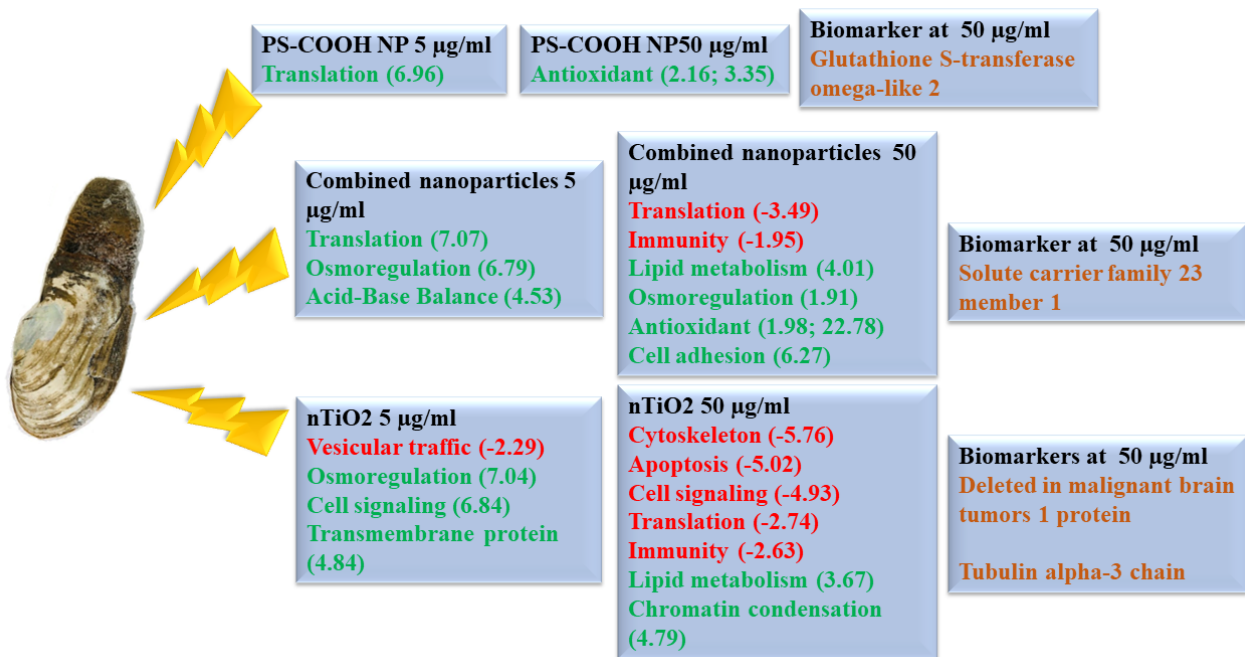 PS-COOH NP 5 µg/ml
Translation (6.96)
PS-COOH NP50 µg/ml
Antioxidant (2.16; 3.35)
Biomarker at 50 µg/ml
Glutathione S-transferase
omega-like 2
Combined nanoparticles 5
µg/ml
Translation (7.07)
Osmoregulation (6.79)
Acid-Base Balance (4.53)
Combined nanoparticles 50
µg/ml
Translation (-3.49)
Immunity (-1.95)
Lipid metabolism (4.01)
Osmoregulation (1.91)
Antioxidant (1.98; 22.78)
Cell adhesion (6.27)
Biomarker at 50 µg/ml
Solute carrier family 23
member 1
nTiO2 5 µg/ml
Vesicular traffic (-2.29)
Osmoregulation (7.04)
Cell signaling (6.84)
Transmembrane protein
(4.84)
nTiO2 50 µg/ml
Cytoskeleton (-5.76)
Apoptosis (-5.02)
Cell signaling (-4.93)
Translation (-2.74)
Immunity (-2.63)
Lipid metabolism (3.67)
Chromatin condensation
(4.79)
Biomarkers at 50 µg/ml
Deleted in malignant brain
tumors 1 protein
Tubulin alpha-3 chain